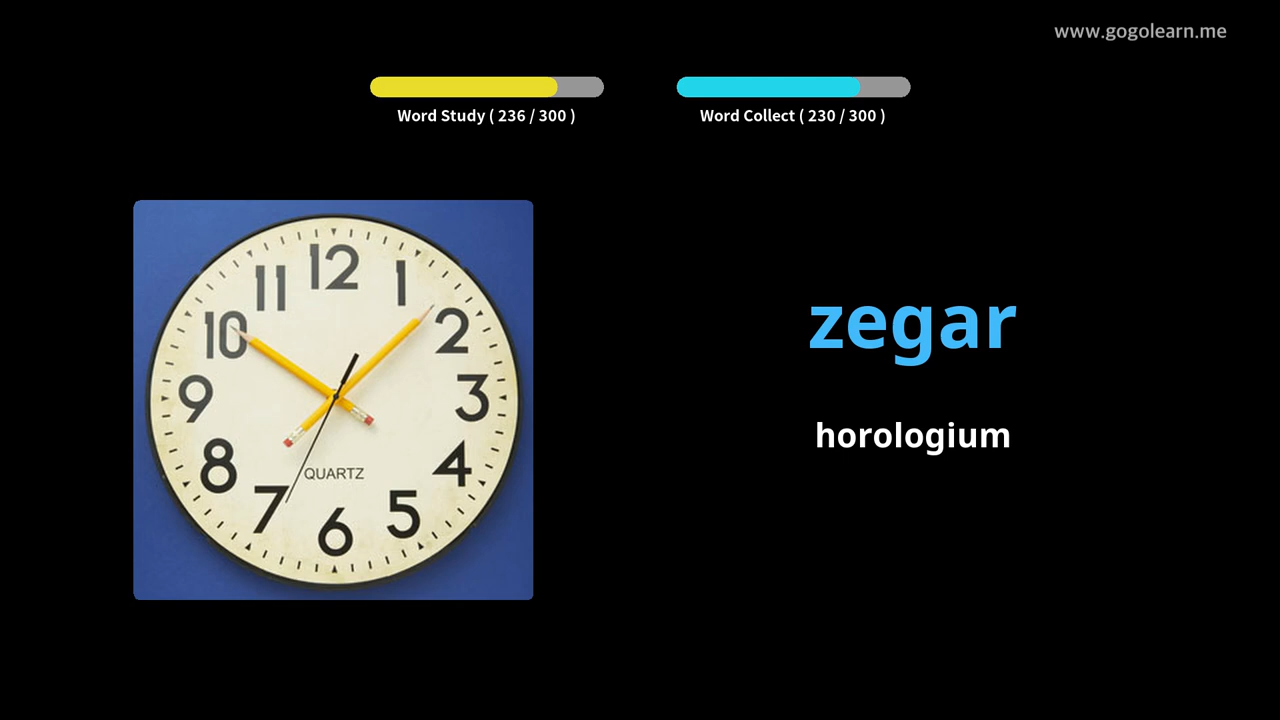 www.gogolearn.me
Word Study ( 236 / 300 )
Word Collect ( 230 / 300 )
12
11
1
10
2
9
3
8
4
QUARTZ
7
5
6
zegar
horologium